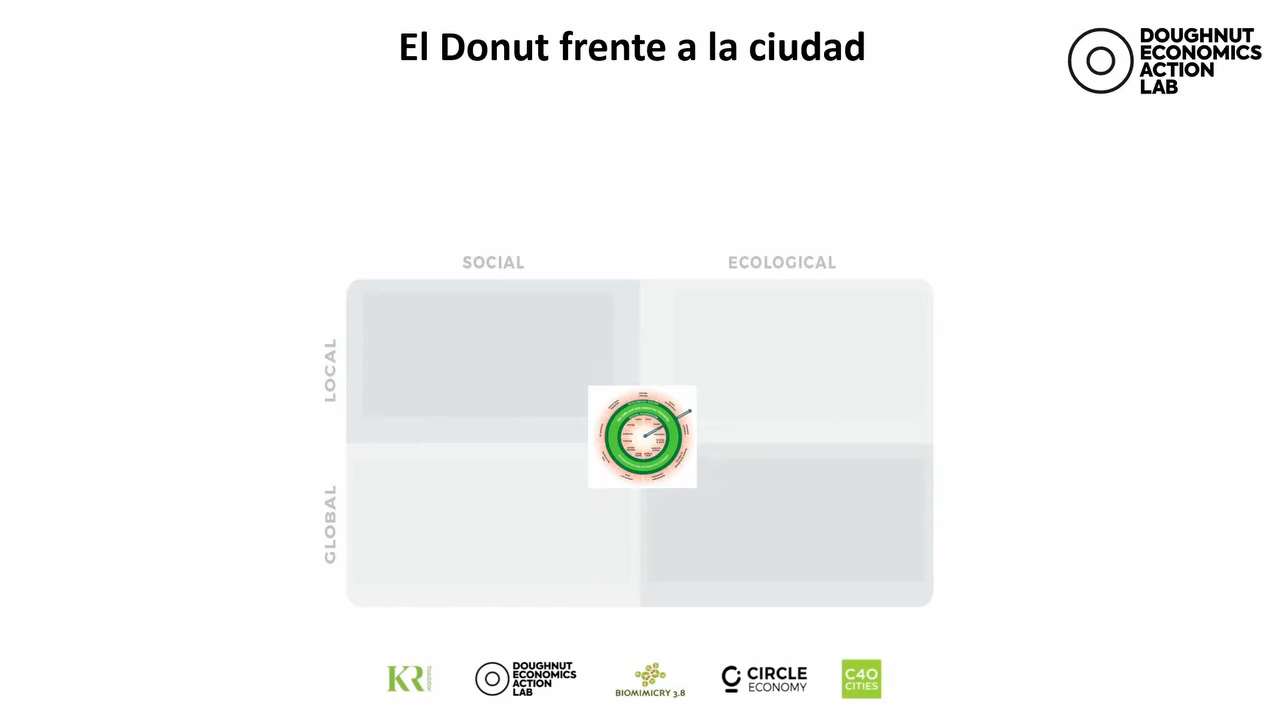 El Donut frente a la ciudad
DOUGHNUT
ECONOMICS
ACTION
LAB
SOCIAL
ECOLOGICAL
LOCAL
GLOBAL
KR
DOUGHNUT
ECONOMICS
ACTION
LAB
BIOMIMICRY 3.8
CIRCLE
ECONOMY
C40
CITIES